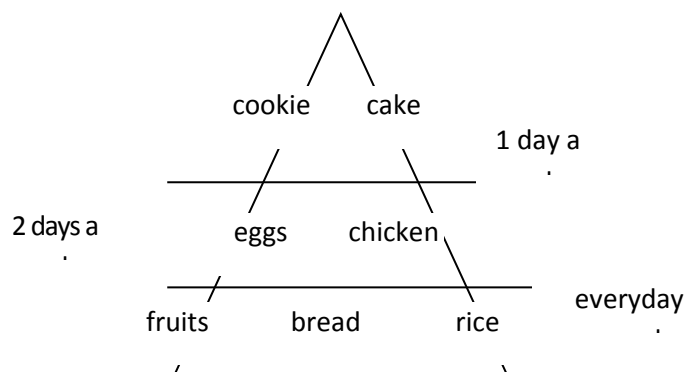 cookie cake
1 day a
2 days a
eggs chicken
everyday
fruits bread rice